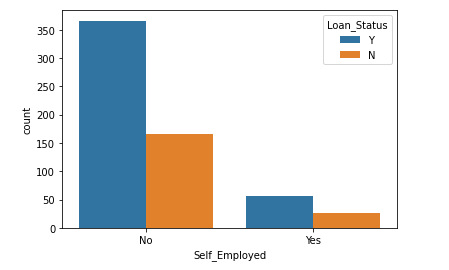 Loan_Status
Y
N
350
300
250
200
150
100
50
0
count
No
Yes
Self_Employed